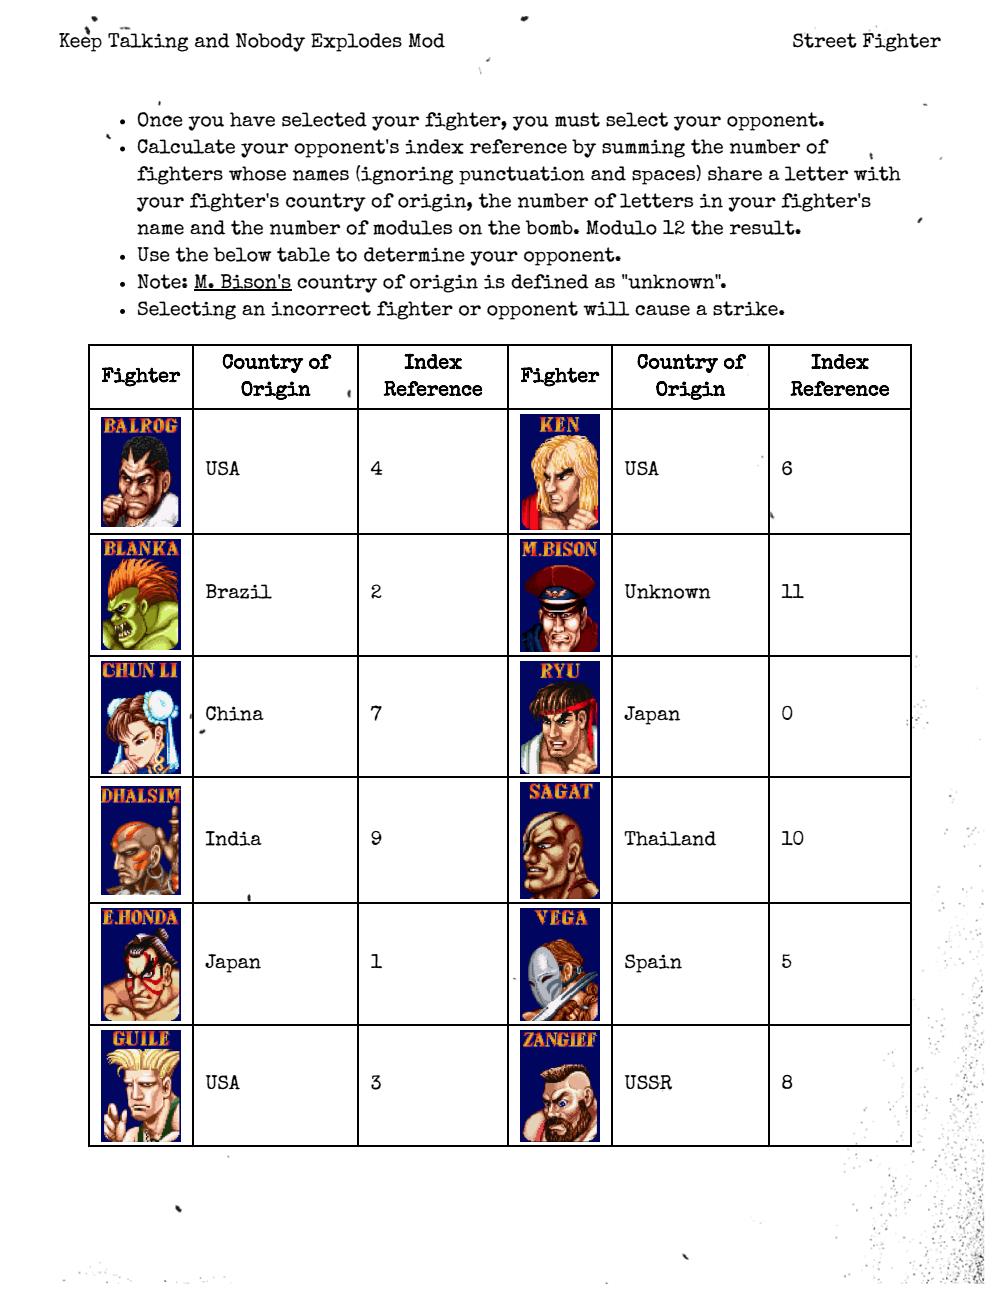 Keep Talking and Nobody Explodes Mod Street Fighter
• Once you have selected your fighter, you must select your opponent.
• Calculate your opponent's index reference by summing the number of
fighters whose names (ignoring punctuation and spaces) share a letter with
your fighter's country of origin, the number of letters in your fighter's
name and the number of modules on the bomb. Modulo 12 the result.
• Use the below table to determine your opponent.
• Note: M. Bison's country of origin is defined as "unknown".
• Selecting an incorrect fighter or opponent will cause a strike.
Fighter Country of Origin Index Reference Fighter Country of Origin Index Reference
BALROG USA 4 KEN USA 6
BLANKA Brazil 2 M.BISON Unknown 11
CHUN LI China 7 RYU Japan 0
DHALSIM India 9 SAGAT Thailand 10
E.HONDA Japan 1 VEGA Spain 5
GUILE USA 3 ZANGIEF USSR 8